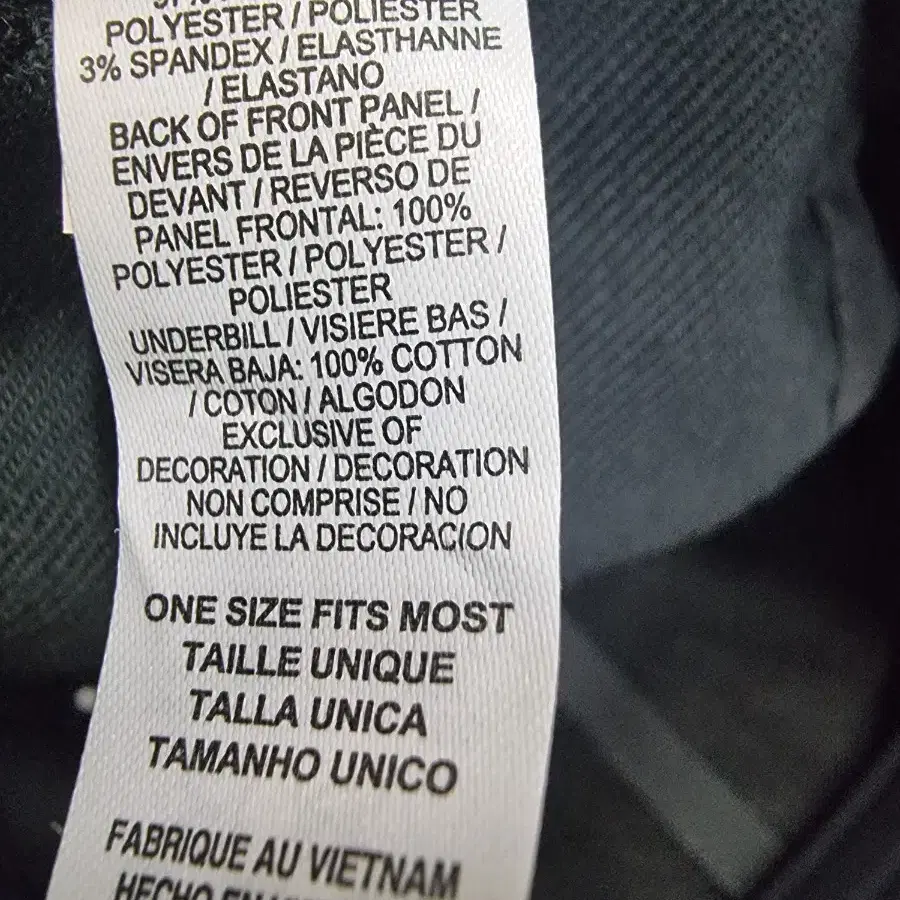 POLYESTER / POLIESTER
3% SPANDEX / ELASTHANNE
/ ELASTANO
BACK OF FRONT PANEL /
ENVERS DE LA PIÈCE DU
DEVANT / REVERSO DE
PANEL FRONTAL: 100%
POLYESTER / POLYESTER /
POLIESTER
UNDERBILL / VISIERE BAS /
VISERA BAJA: 100% COTTON
/ COTON / ALGODON
EXCLUSIVE OF
DECORATION / DECORATION
NON COMPRISE / NO
INCLUYE LA DECORACION
ONE SIZE FITS MOST
TAILLE UNIQUE
TALLA UNICA
TAMANHO UNICO
FABRIQUE AU VIETNAM
HECHO EN